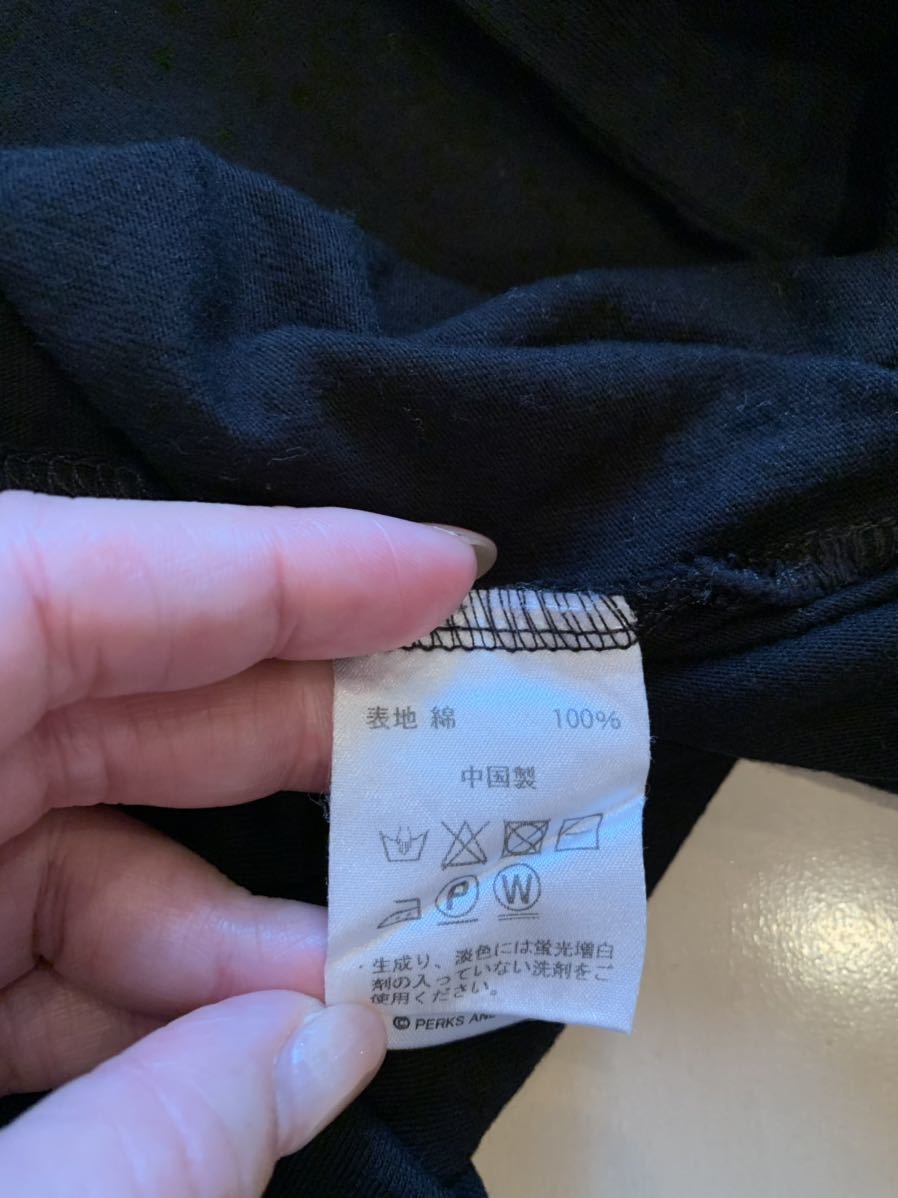 表地 綿 100%
中国製
P W
・生成り、淡色には蛍光増白
剤の入っていない洗剤をご
使用ください。
© PERKS AND